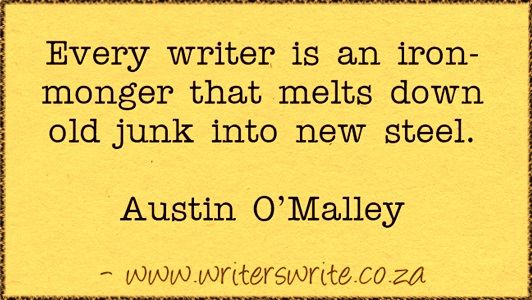 Every writer is an iron-
monger that melts down
old junk into new steel.
Austin O’Malley
- www.writerswrite.co.za